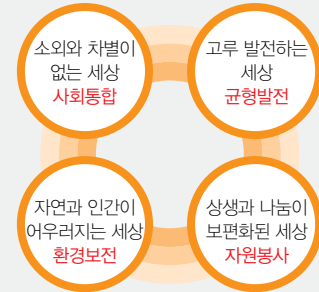 소외와 차별이
없는 세상
사회통합
고루 발전하는
세상
균형발전
자연과 인간이
어우러지는 세상
환경보전
상생과 나눔이
보편화된 세상
자원봉사